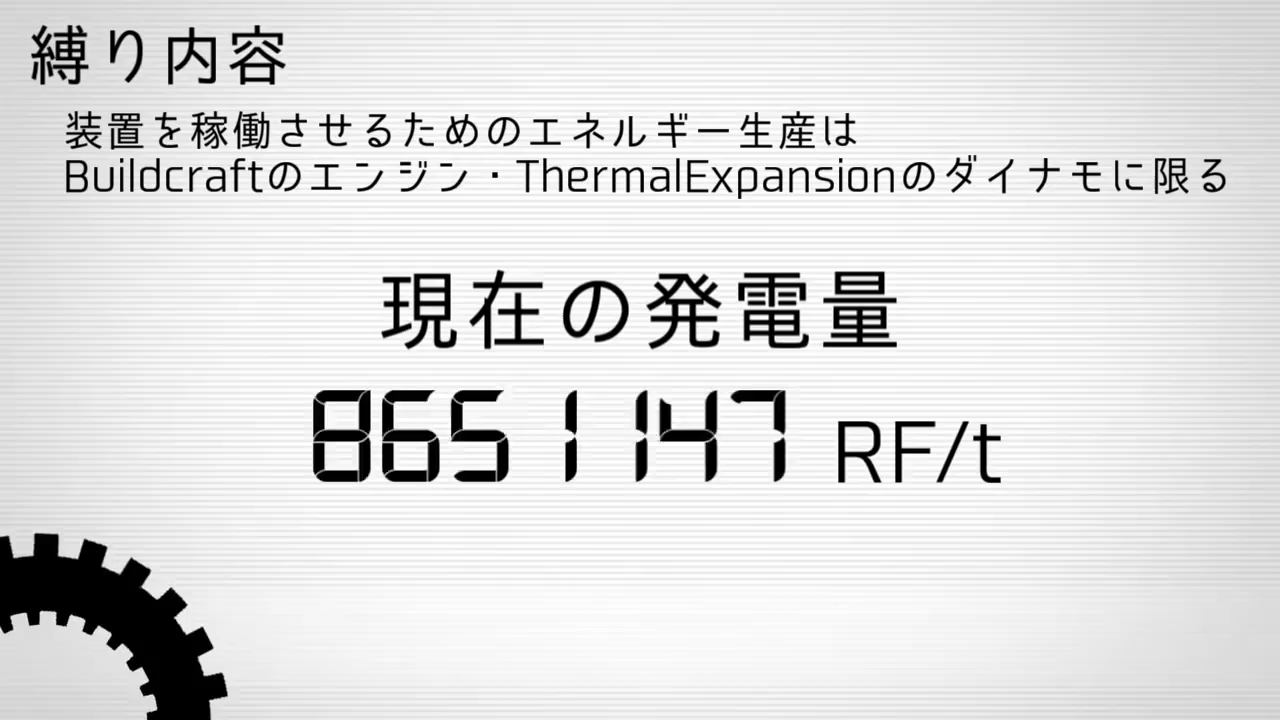 縛り内容
装置を稼働させるためのエネルギー生産は
Buildcraftのエンジン・ThermalExpansionのダイナモに限る
現在の発電量
8651147 RF/t